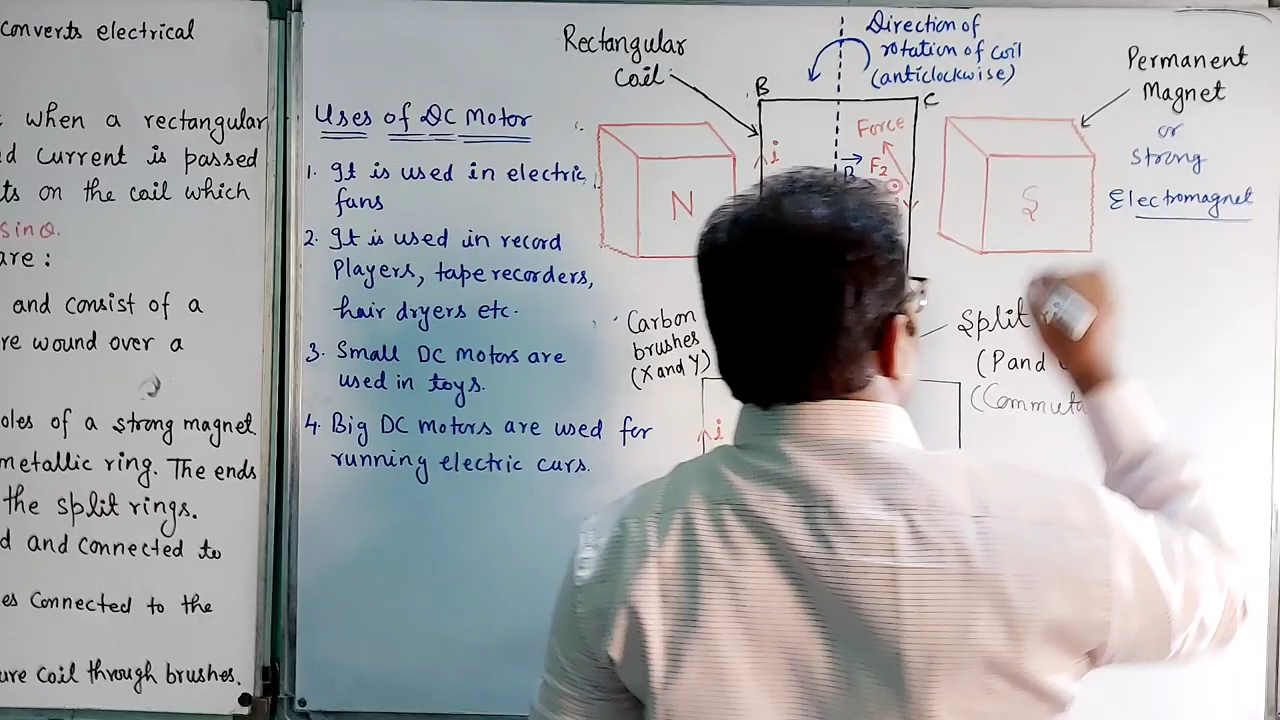 converts electrical
when a rectangular
d current is passed
ts on the coil which
sinθ.
are :
and consist of a
re wound over a
oles of a strong magnet
metallic ring. The ends
the split rings.
d and connected to
es connected to the
ure coil through brushes.
Uses of DC Motor
1. It is used in electric
fans
2. It is used in record
Players, tape recorders,
hair dryers etc.
3. Small DC motors are
used in toys.
4. Big DC motors are used for
running electric cars.
Rectangular
Coil
Direction of
rotation of coil
(anticlockwise)
Permanent
Magnet
or
Strong
Electromagnet
B
C
Force
i
B
F2
N
S
Carbon
brushes
(X and Y)
Split
(P and
(Commuta
i